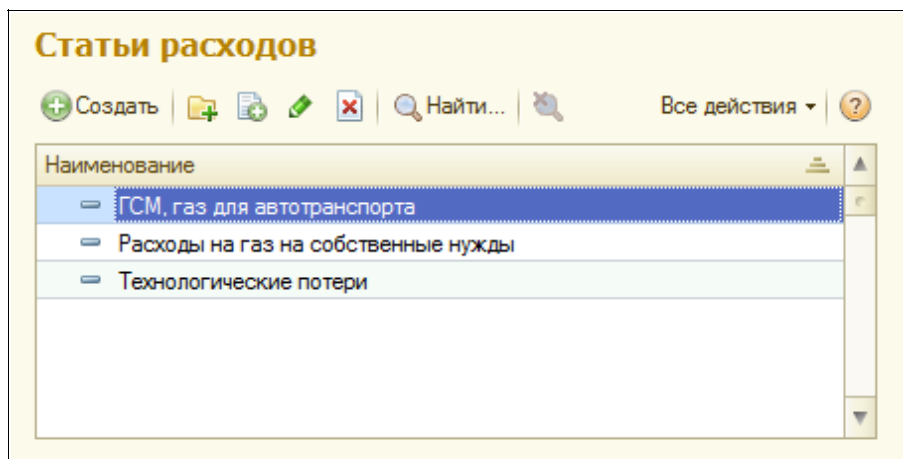 Статьи расходов
Создать Найти... Все действия ?
Наименование
ГСМ, газ для автотранспорта
Расходы на газ на собственные нужды
Технологические потери